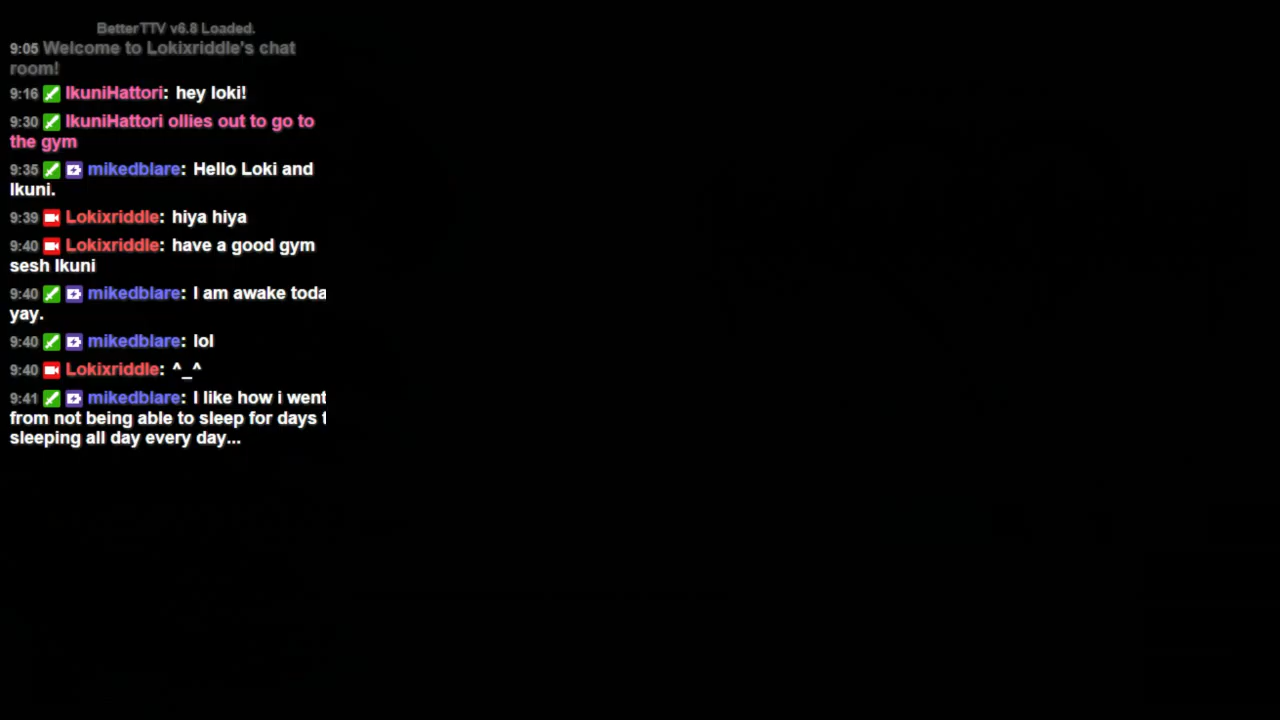 BetterTTV v6.8 Loaded.
9:05 Welcome to Lokixriddle's chat
room!
9:16 IkuniHattori: hey loki!
9:30 IkuniHattori ollies out to go to
the gym
9:35 mikedblare: Hello Loki and
Ikuni.
9:39 Lokixriddle: hiya hiya
9:40 Lokixriddle: have a good gym
sesh Ikuni
9:40 mikedblare: I am awake toda
yay.
9:40 mikedblare: lol
9:40 Lokixriddle: ^_^
9:41 mikedblare: I like how i went
from not being able to sleep for days
sleeping all day every day...